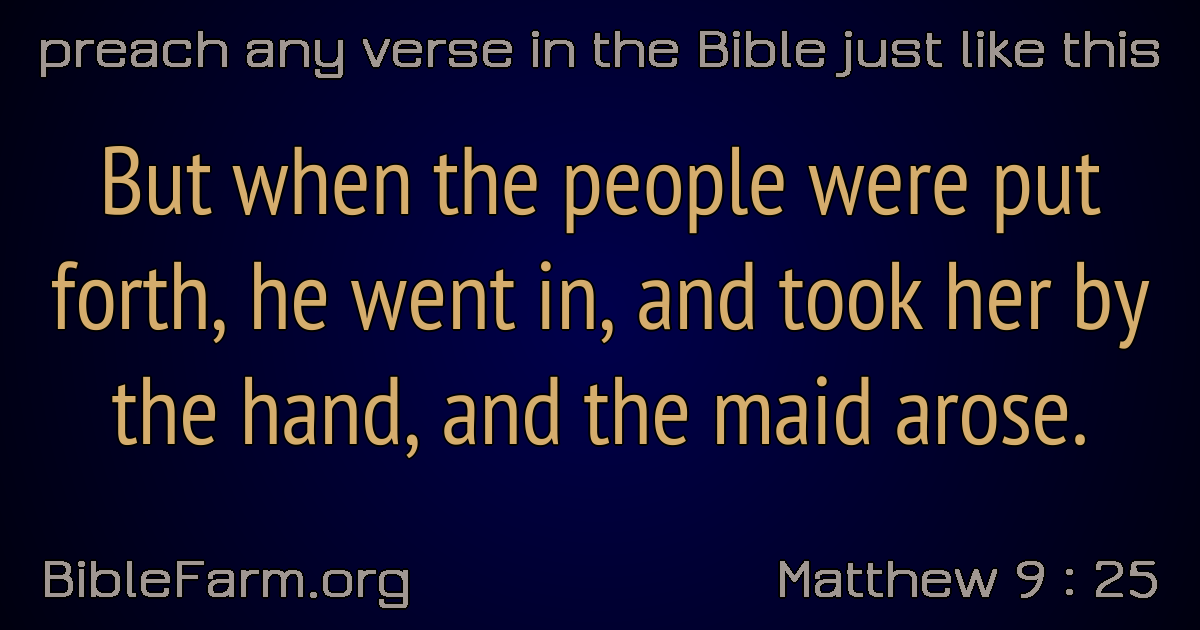 preach any verse in the Bible just like this
But when the people were put
forth, he went in, and took her by
the hand, and the maid arose.
BibleFarm.org
Matthew 9 : 25